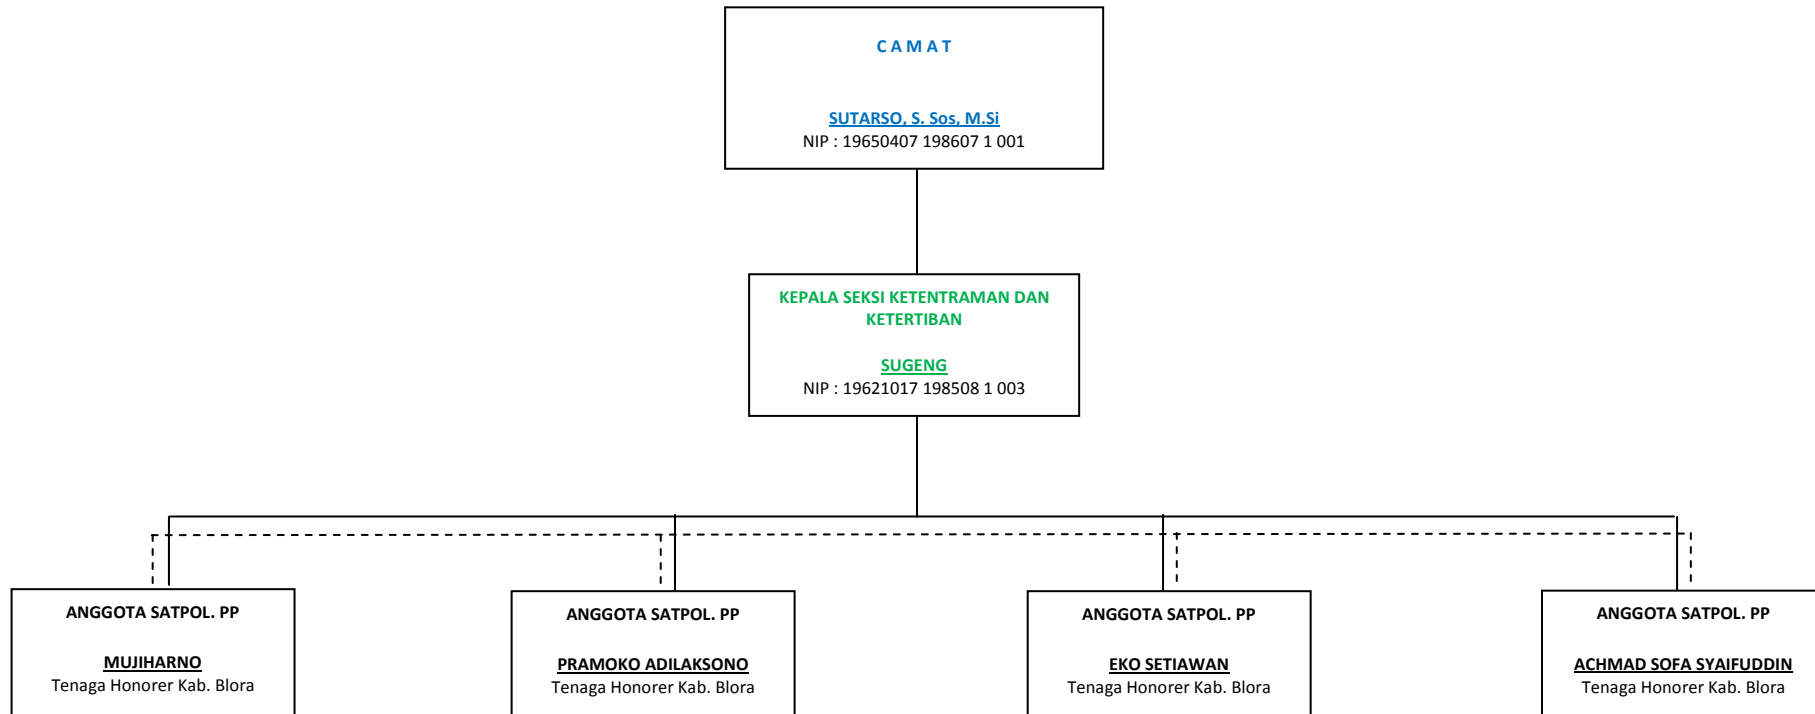 C A M A T
SUTARSO, S. Sos, M.Si
NIP : 19650407 198607 1 001
KEPALA SEKSI KETENTRAMAN DAN
KETERTIBAN
SUGENG
NIP : 19621017 198508 1 003
ANGGOTA SATPOL. PP
MUJIHARNO
Tenaga Honorer Kab. Blora
ANGGOTA SATPOL. PP
PRAMOKO ADILAKSONO
Tenaga Honorer Kab. Blora
ANGGOTA SATPOL. PP
EKO SETIAWAN
Tenaga Honorer Kab. Blora
ANGGOTA SATPOL. PP
ACHMAD SOFA SYAIFUDDIN
Tenaga Honorer Kab. Blora